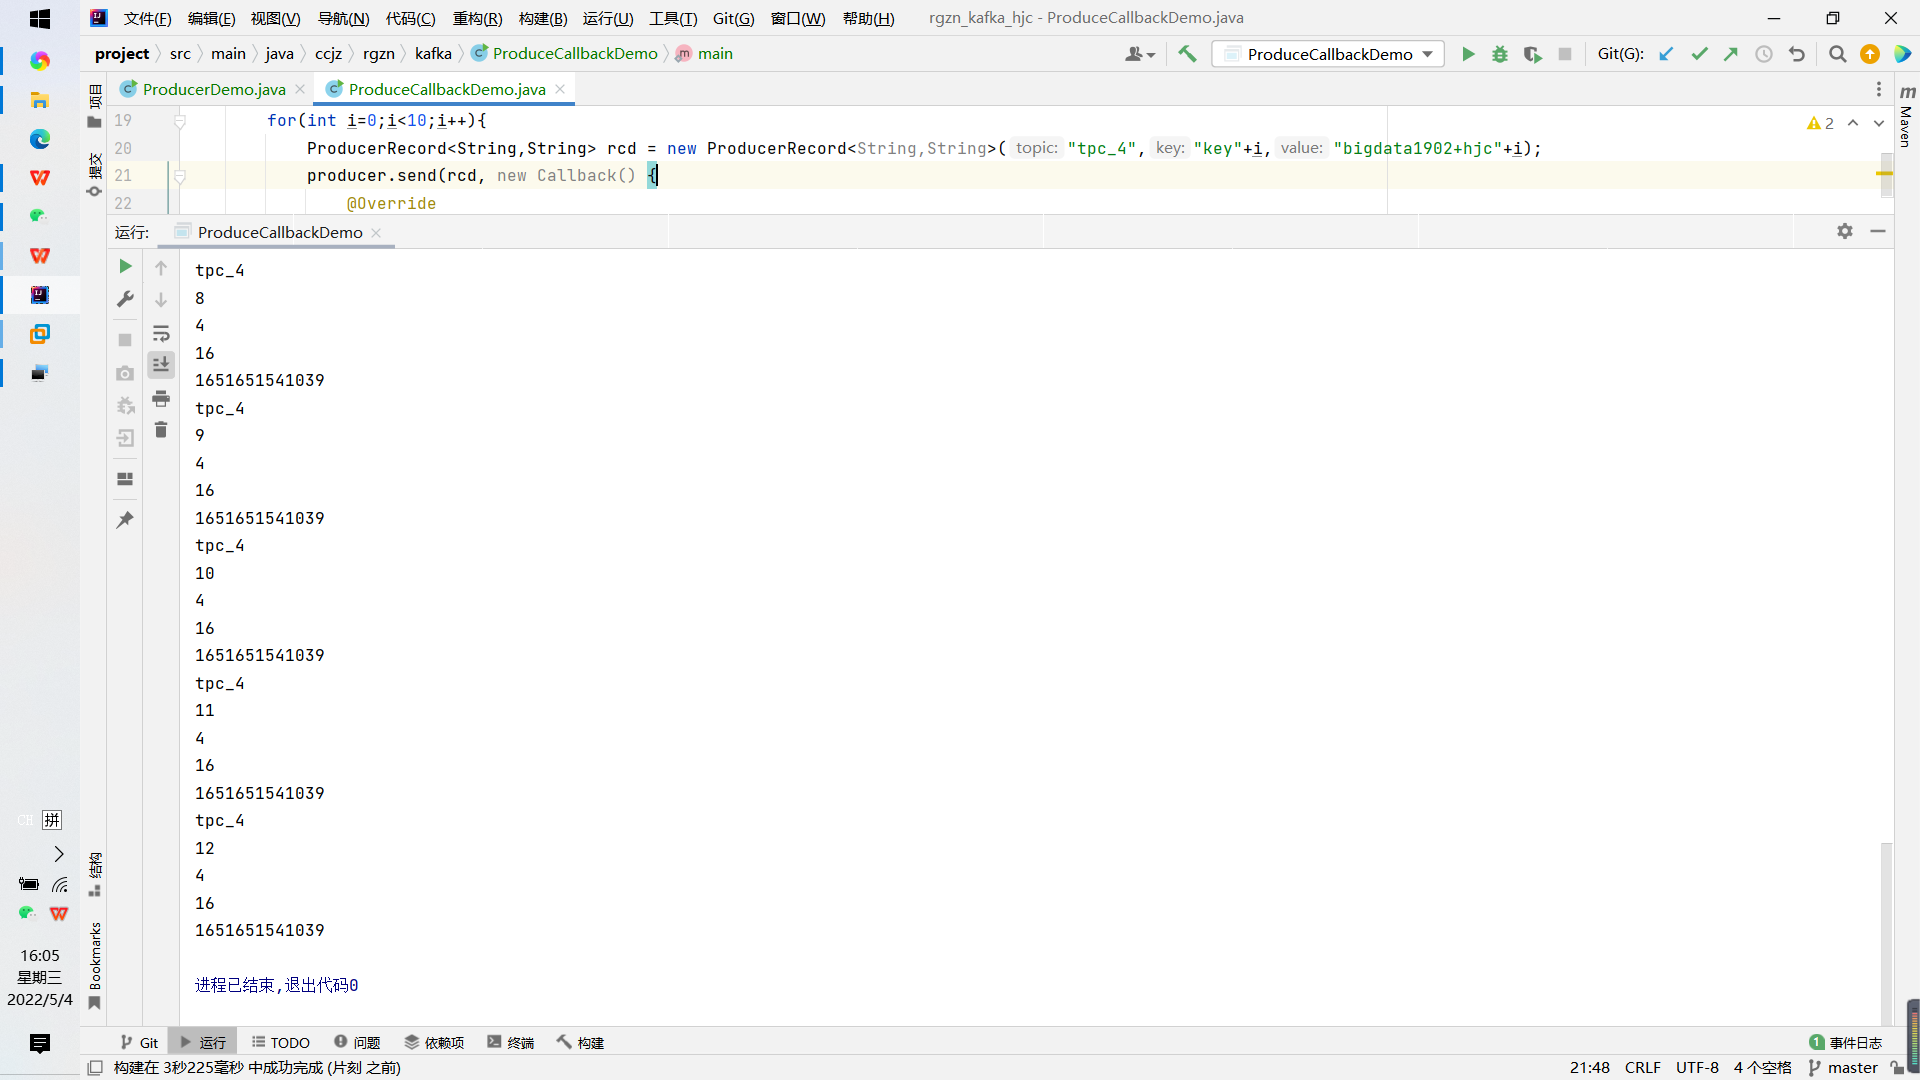 文件(F) 编辑(E) 视图(V) 导航(N) 代码(C) 重构(R) 构建(B) 运行(U) 工具(T) Git(G) 窗口(W) 帮助(H) rgzn_kafka_hjc - ProduceCallbackDemo.java
project src main java ccjz rgzn kafka ProduceCallbackDemo main
ProduceCallbackDemo Git(G):
ProducerDemo.java ProduceCallbackDemo.java
19 for(int i=0;i<10;i++){
20 ProducerRecord<String,String> rcd = new ProducerRecord<String,String>( topic: "tpc_4", key: "key"+i, value: "bigdata1902+hjc"+i);
21 producer.send(rcd, new Callback() {
22 @Override
2
运行: ProduceCallbackDemo
tpc_4
8
4
16
1651651541039
tpc_4
9
4
16
1651651541039
tpc_4
10
4
16
1651651541039
tpc_4
11
4
16
1651651541039
tpc_4
12
4
16
1651651541039
进程已结束,退出代码0
项目
提交
结构
Bookmarks
Maven
CH 拼
16:05
星期三
2022/5/4
Git 运行 TODO 问题 依赖项 终端 构建 1 事件日志
构建在 3秒225毫秒 中成功完成 (片刻 之前) 21:48 CRLF UTF-8 4 个空格 master